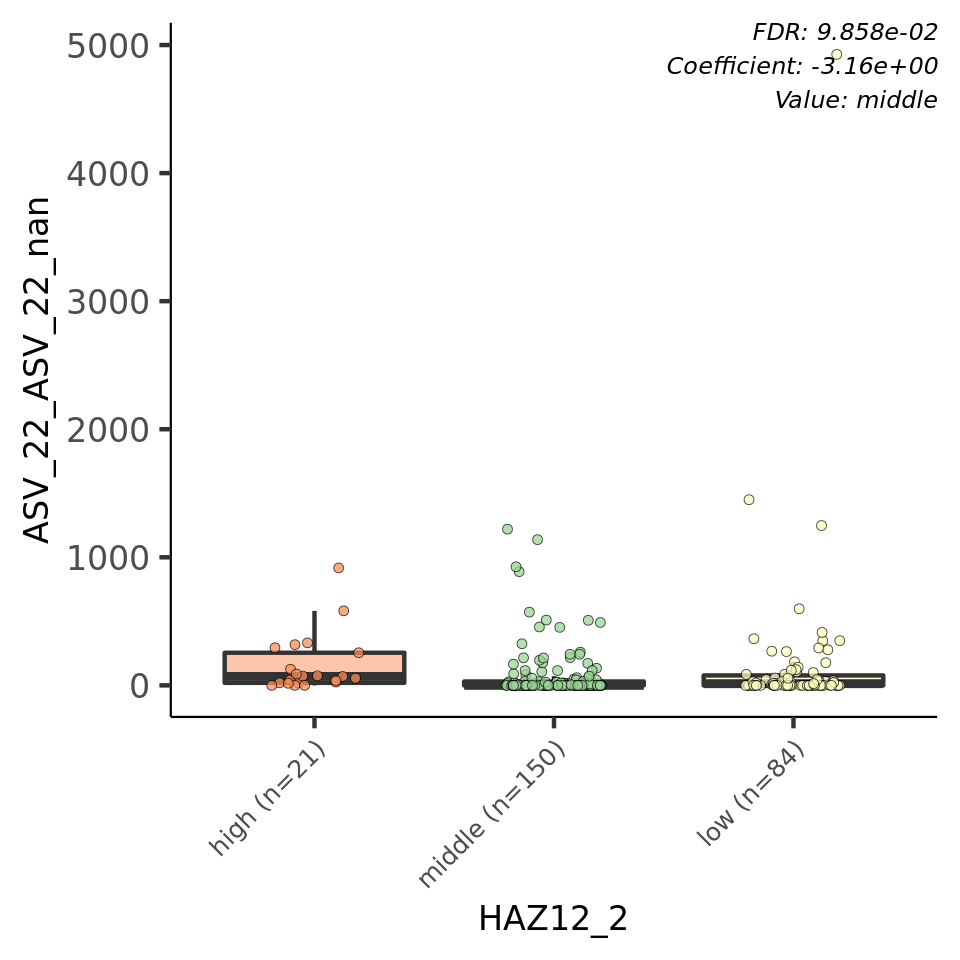 FDR: 9.858e-02
Coefficient: -3.16e+00
Value: middle
ASV_22_ASV_22_nan
5000
4000
3000
2000
1000
0
high (n=21)
middle (n=150)
low (n=84)
HAZ12_2